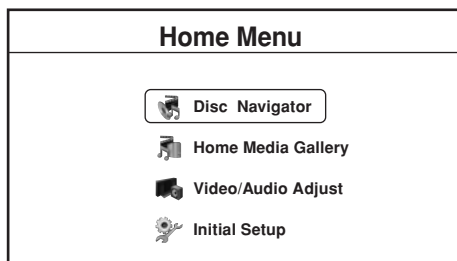 Home Menu
Disc Navigator
Home Media Gallery
Video/Audio Adjust
Initial Setup